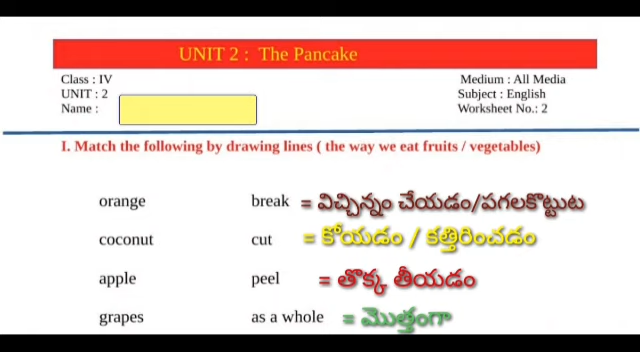 UNIT 2 : The Pancake
Class : IV Medium : All Media
UNIT : 2 Subject : English
Name : Worksheet No.: 2
I. Match the following by drawing lines ( the way we eat fruits / vegetables)
orange break = విచ్ఛిన్నం చేయడం/పగలకొట్టుట
coconut cut = కోయడం / కత్తిరించడం
apple peel = తొక్క తీయడం
grapes as a whole = మొత్తంగా